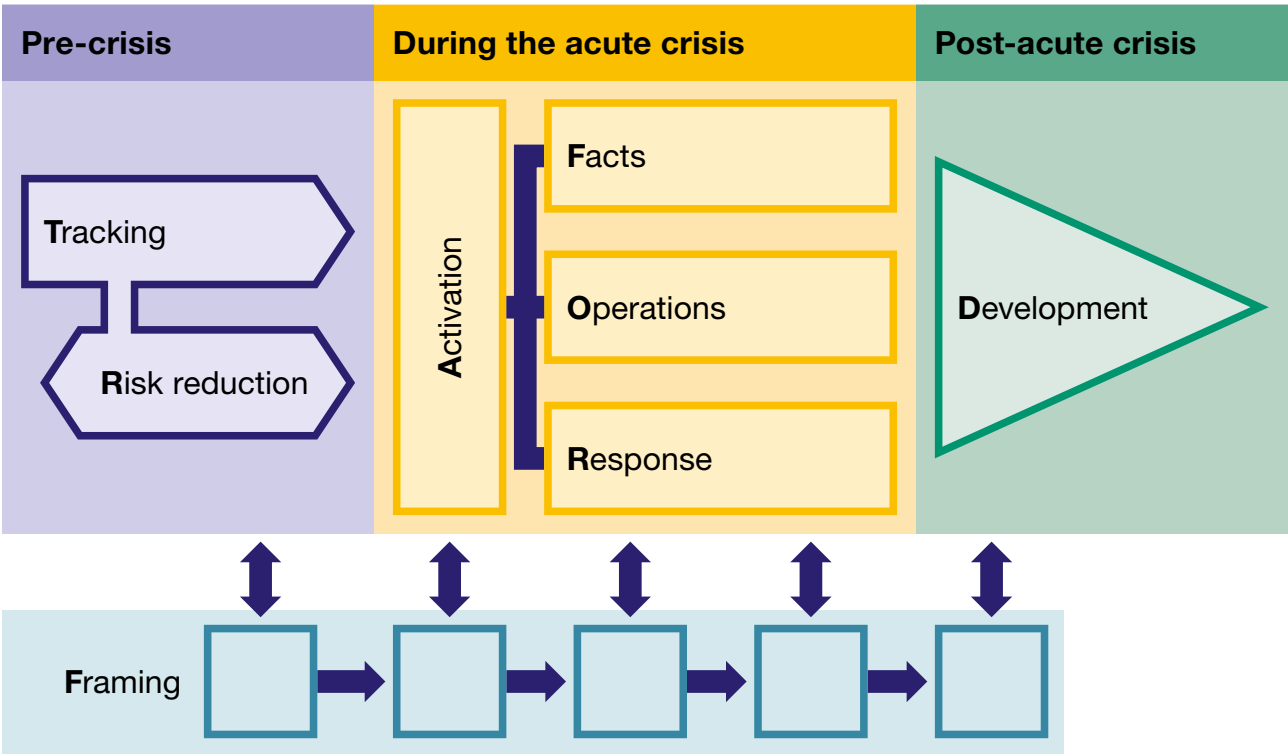 Pre-crisis
During the acute crisis
Post-acute crisis
Tracking
Risk reduction
Activation
Facts
Operations
Response
Development
Framing